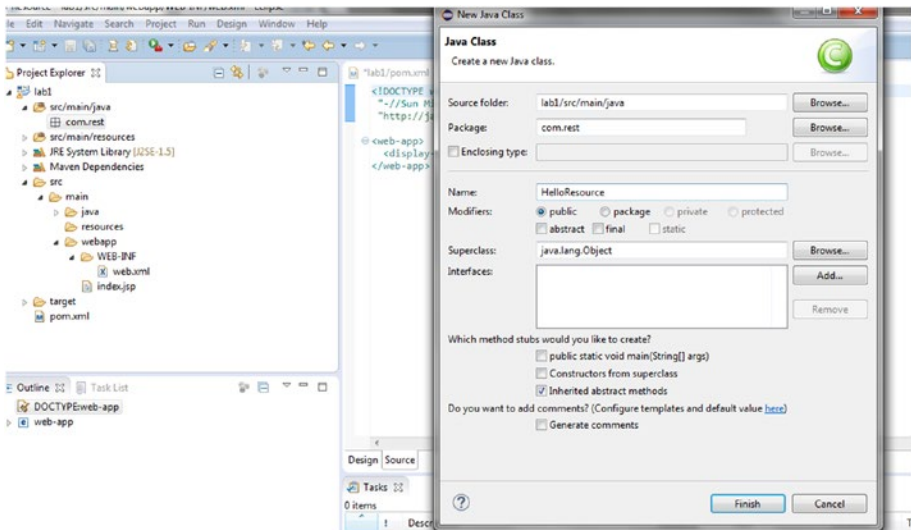 New Java Class
Edit Navigate Search Project Run Design Window Help
Project Explorer
lab1
src/main/java
com.rest
src/main/resources
JRE System Library [J2SE-1.5]
Maven Dependencies
src
main
java
resources
webapp
WEB-INF
web.xml
index.jsp
target
pom.xml
Outline Task List
DOCTYPE:web-app
web-app
*lab1/pom.xml
<!DOCTYPE
"-//Sun
"http://
<web-app>
<display-
</web-app>
Design Source
Tasks
0 items
! Descr
Java Class
Create a new Java class.
Source folder: lab1/src/main/java Browse...
Package: com.rest Browse...
Enclosing type: Browse...
Name: HelloResource
Modifiers: public package private protected
abstract final static
Superclass: java.lang.Object Browse...
Interfaces: Add...
Remove
Which method stubs would you like to create?
public static void main(String[] args)
Constructors from superclass
Inherited abstract methods
Do you want to add comments? (Configure templates and default value here)
Generate comments
? Finish Cancel